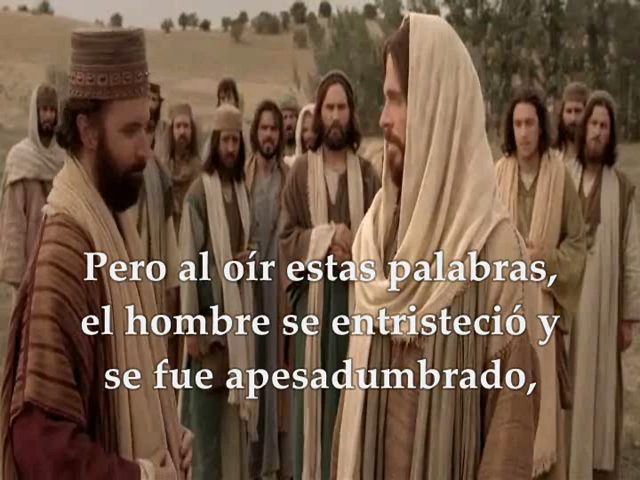 Pero al oír estas palabras,
el hombre se entristeció y
se fue apesadumbrado,